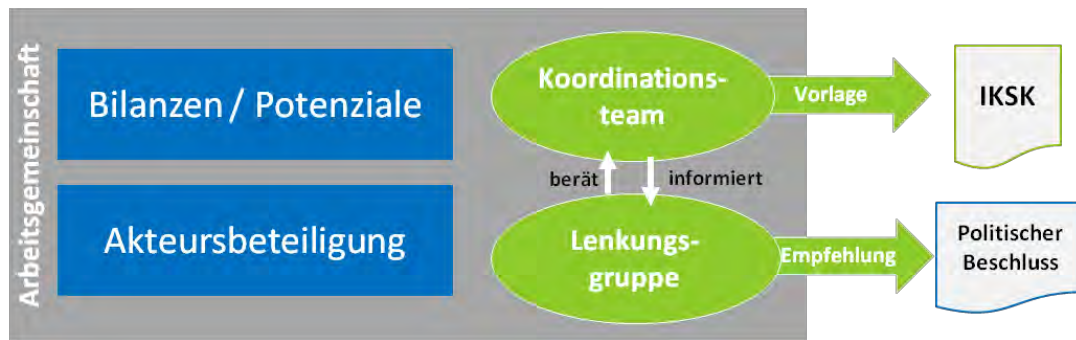 Arbeitsgemeinschaft
Bilanzen / Potenziale
Akteursbeteiligung
Koordinations-
team
berät
informiert
Lenkungs-
gruppe
Vorlage
IKSK
Empfehlung
Politischer
Beschluss